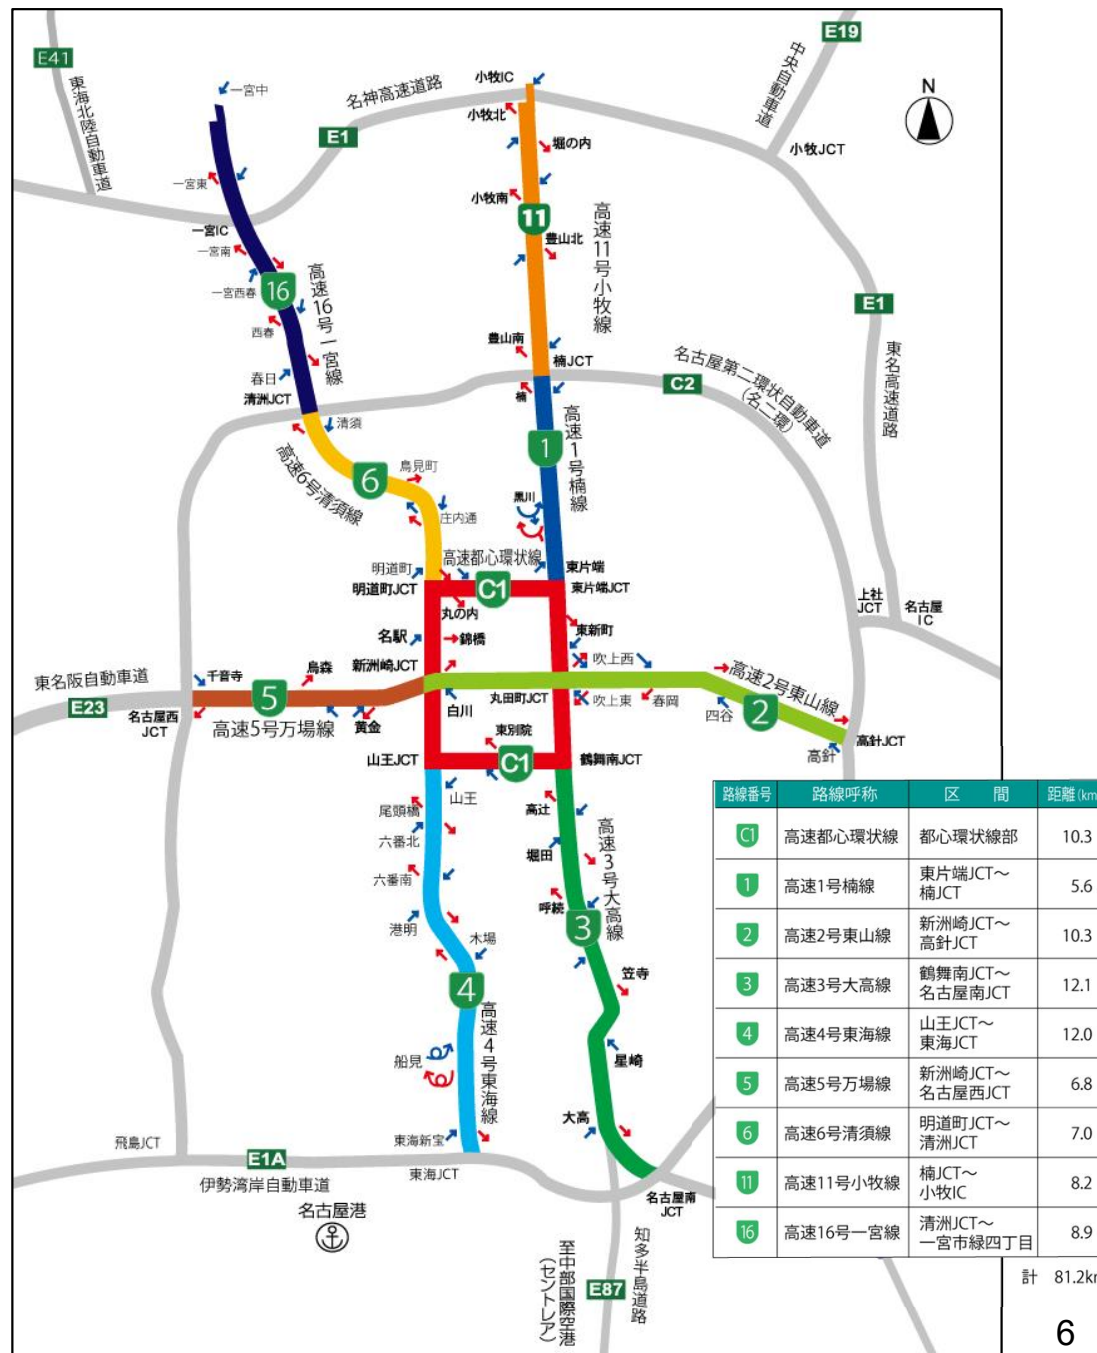 E19
E41
中央自動車道
小牧IC
東海北陸自動車道
一宮中
名神高速道路
N
小牧北
E1
堀の内
小牧JCT
一宮東
小牧南
11
高速11号小牧線
一宮IC
豊山北
一宮南
高速16号一宮線
一宮西春
16
E1
西春
豊山南
東名高速道路
楠JCT
名古屋第二環状自動車道
(名二環)
春日
C2
清洲JCT
楠
清須
高速1号楠線
1
高速6号清須線
鳥見町
6
黒川
庄内通
高速都心環状線
明道町
東片端
明道町JCT
C1
東片端JCT
上社
JCT
名古屋
IC
丸の内
東新町
名駅
錦橋
吹上西
新洲崎JCT
東名阪自動車道
千音寺
烏森
高速2号東山線
E23
5
丸田町JCT
吹上東
春岡
名古屋西
JCT
白川
四谷
2
高速5号万場線
黄金
東別院
高針JCT
高針
山王JCT
C1
鶴舞南JCT
山王
尾頭橋
高辻
六番北
堀田
高速3号大高線
六番南
呼続
港明
3
木場
笠寺
4
高速4号東海線
船見
星崎
大高
東海新宝
飛島JCT
E1A
東海JCT
伊勢湾岸自動車道
名古屋南
JCT
名古屋港
至中部国際空港
(セントレア)
知多半島道路
E87
路線番号 路線呼称 区 間 距離(km
C1 高速都心環状線 都心環状線部 10.3
1 高速1号楠線 東片端JCT～
楠JCT 5.6
2 高速2号東山線 新洲崎JCT～
高針JCT 10.3
3 高速3号大高線 鶴舞南JCT～
名古屋南JCT 12.1
4 高速4号東海線 山王JCT～
東海JCT 12.0
5 高速5号万場線 新洲崎JCT～
名古屋西JCT 6.8
6 高速6号清須線 明道町JCT～
清洲JCT 7.0
11 高速11号小牧線 楠JCT～
小牧IC 8.2
16 高速16号一宮線 清洲JCT～
一宮市緑四丁目 8.9
計 81.2km
6